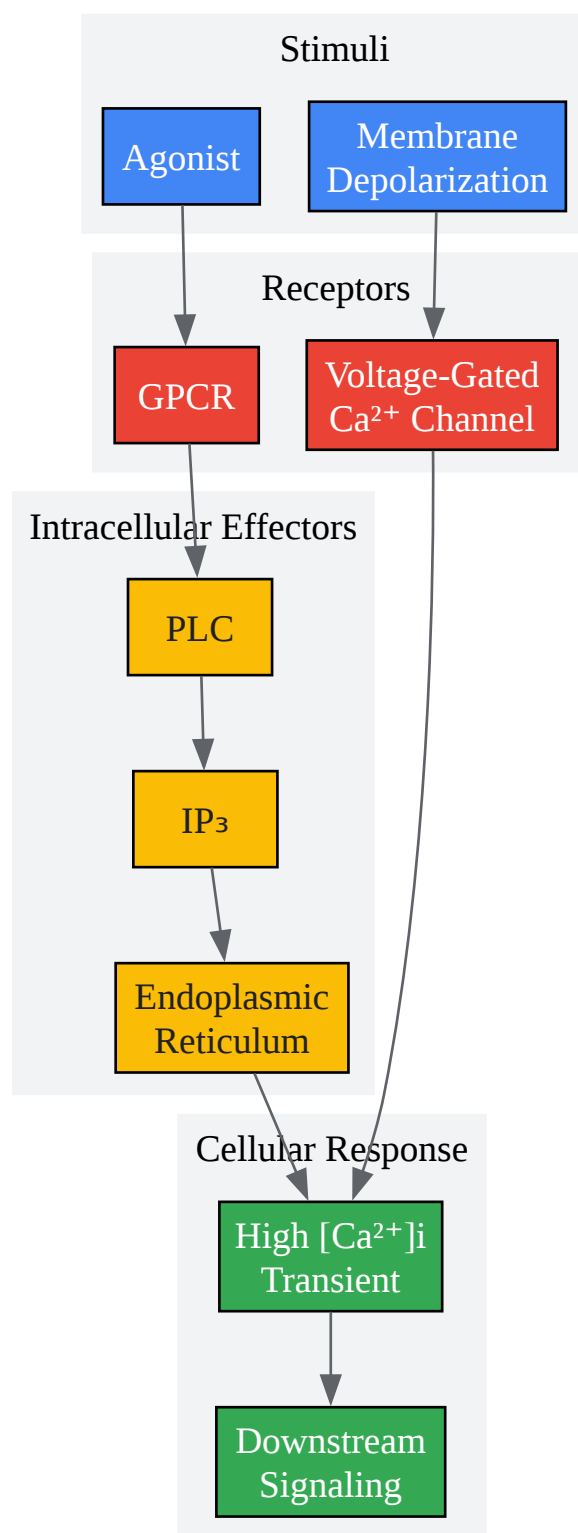 Stimuli
Agonist
Membrane
Depolarization
Receptors
GPCR
Voltage-Gated
Ca²⁺ Channel
Intracellular Effectors
PLC
IP₃
Endoplasmic
Reticulum
Cellular Response
High [Ca²⁺]i
Transient
Downstream
Signaling